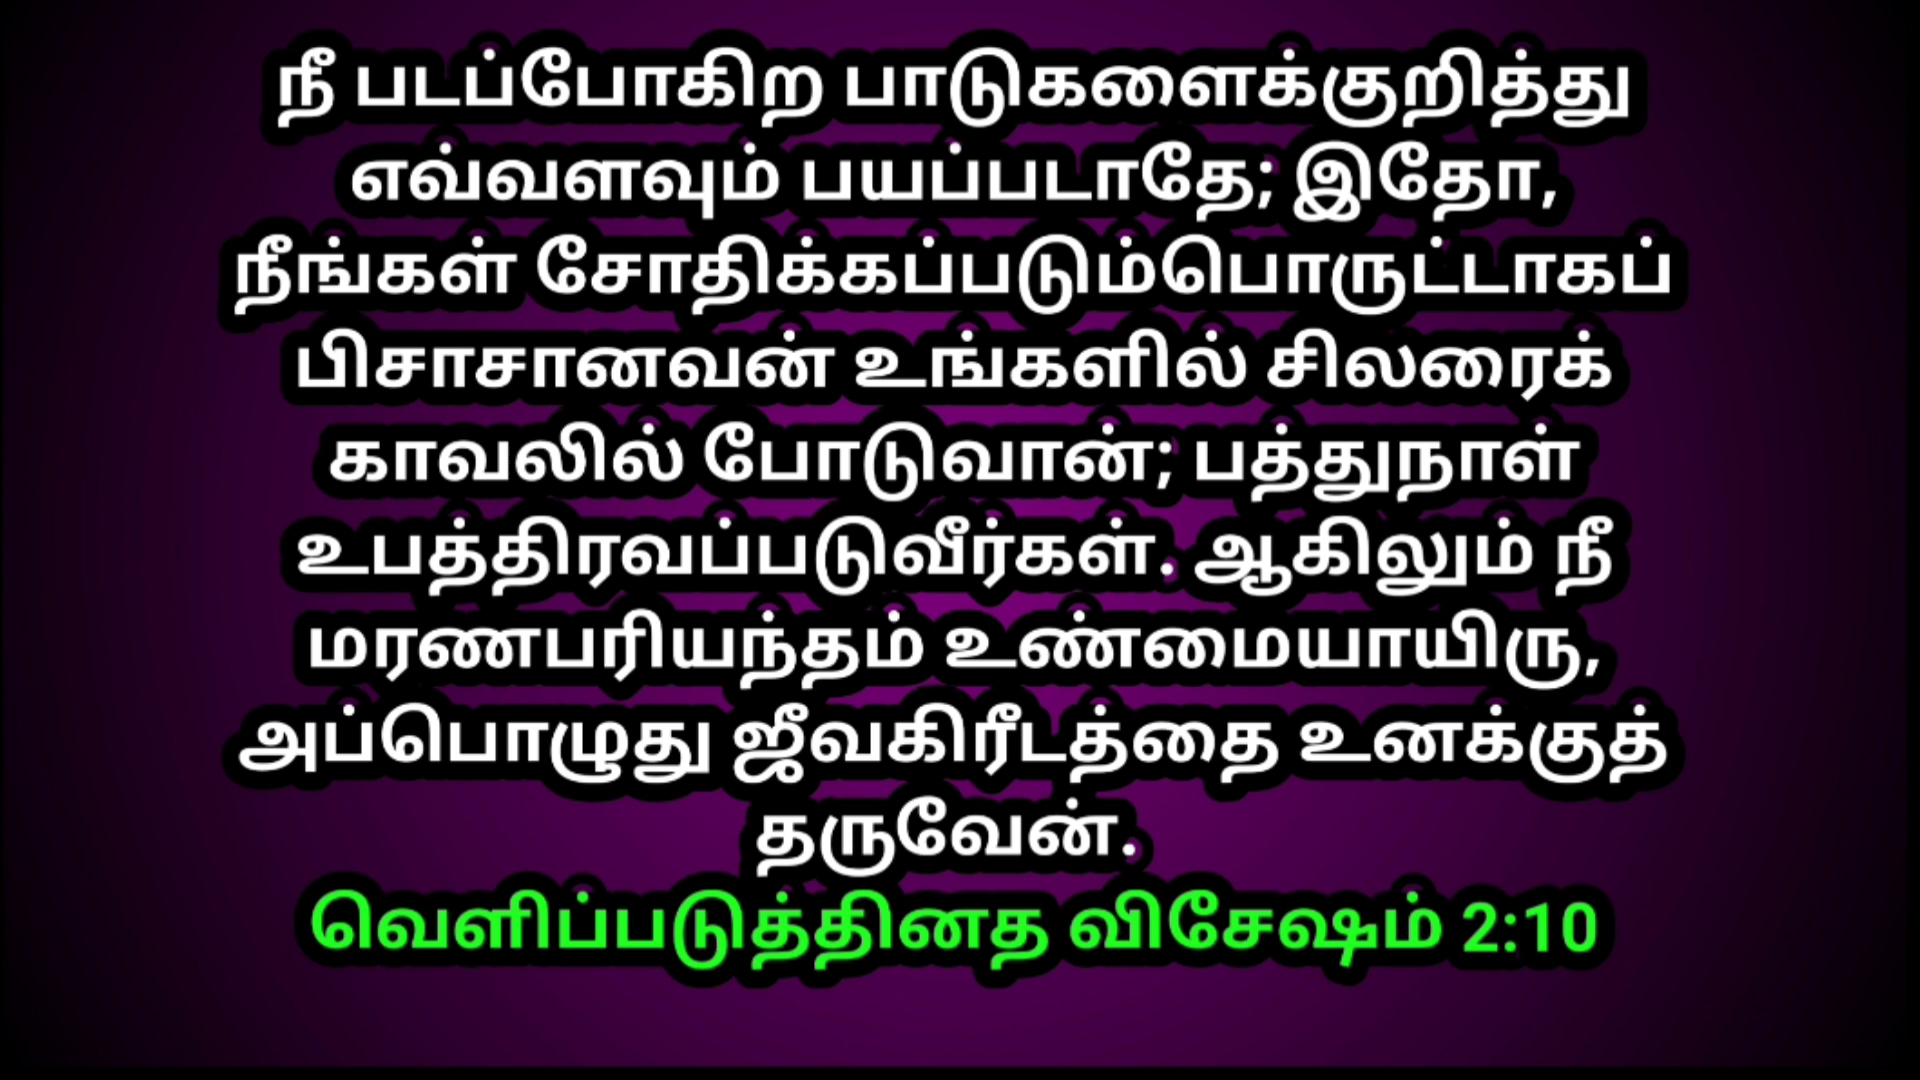 நீ படப்போகிற பாடுகளைக்குறித்து
எவ்வளவும் பயப்படாதே; இதோ,
நீங்கள் சோதிக்கப்படும்பொருட்டாகப்
பிசாசானவன் உங்களில் சிலரைக்
காவலில் போடுவான்; பத்துநாள்
உபத்திரவப்படுவீர்கள். ஆகிலும் நீ
மரணபரியந்தம் உண்மையாயிரு,
அப்பொழுது ஜீவகிரீடத்தை உனக்குத்
தருவேன்.
வெளிப்படுத்தினத விசேஷம் 2:10